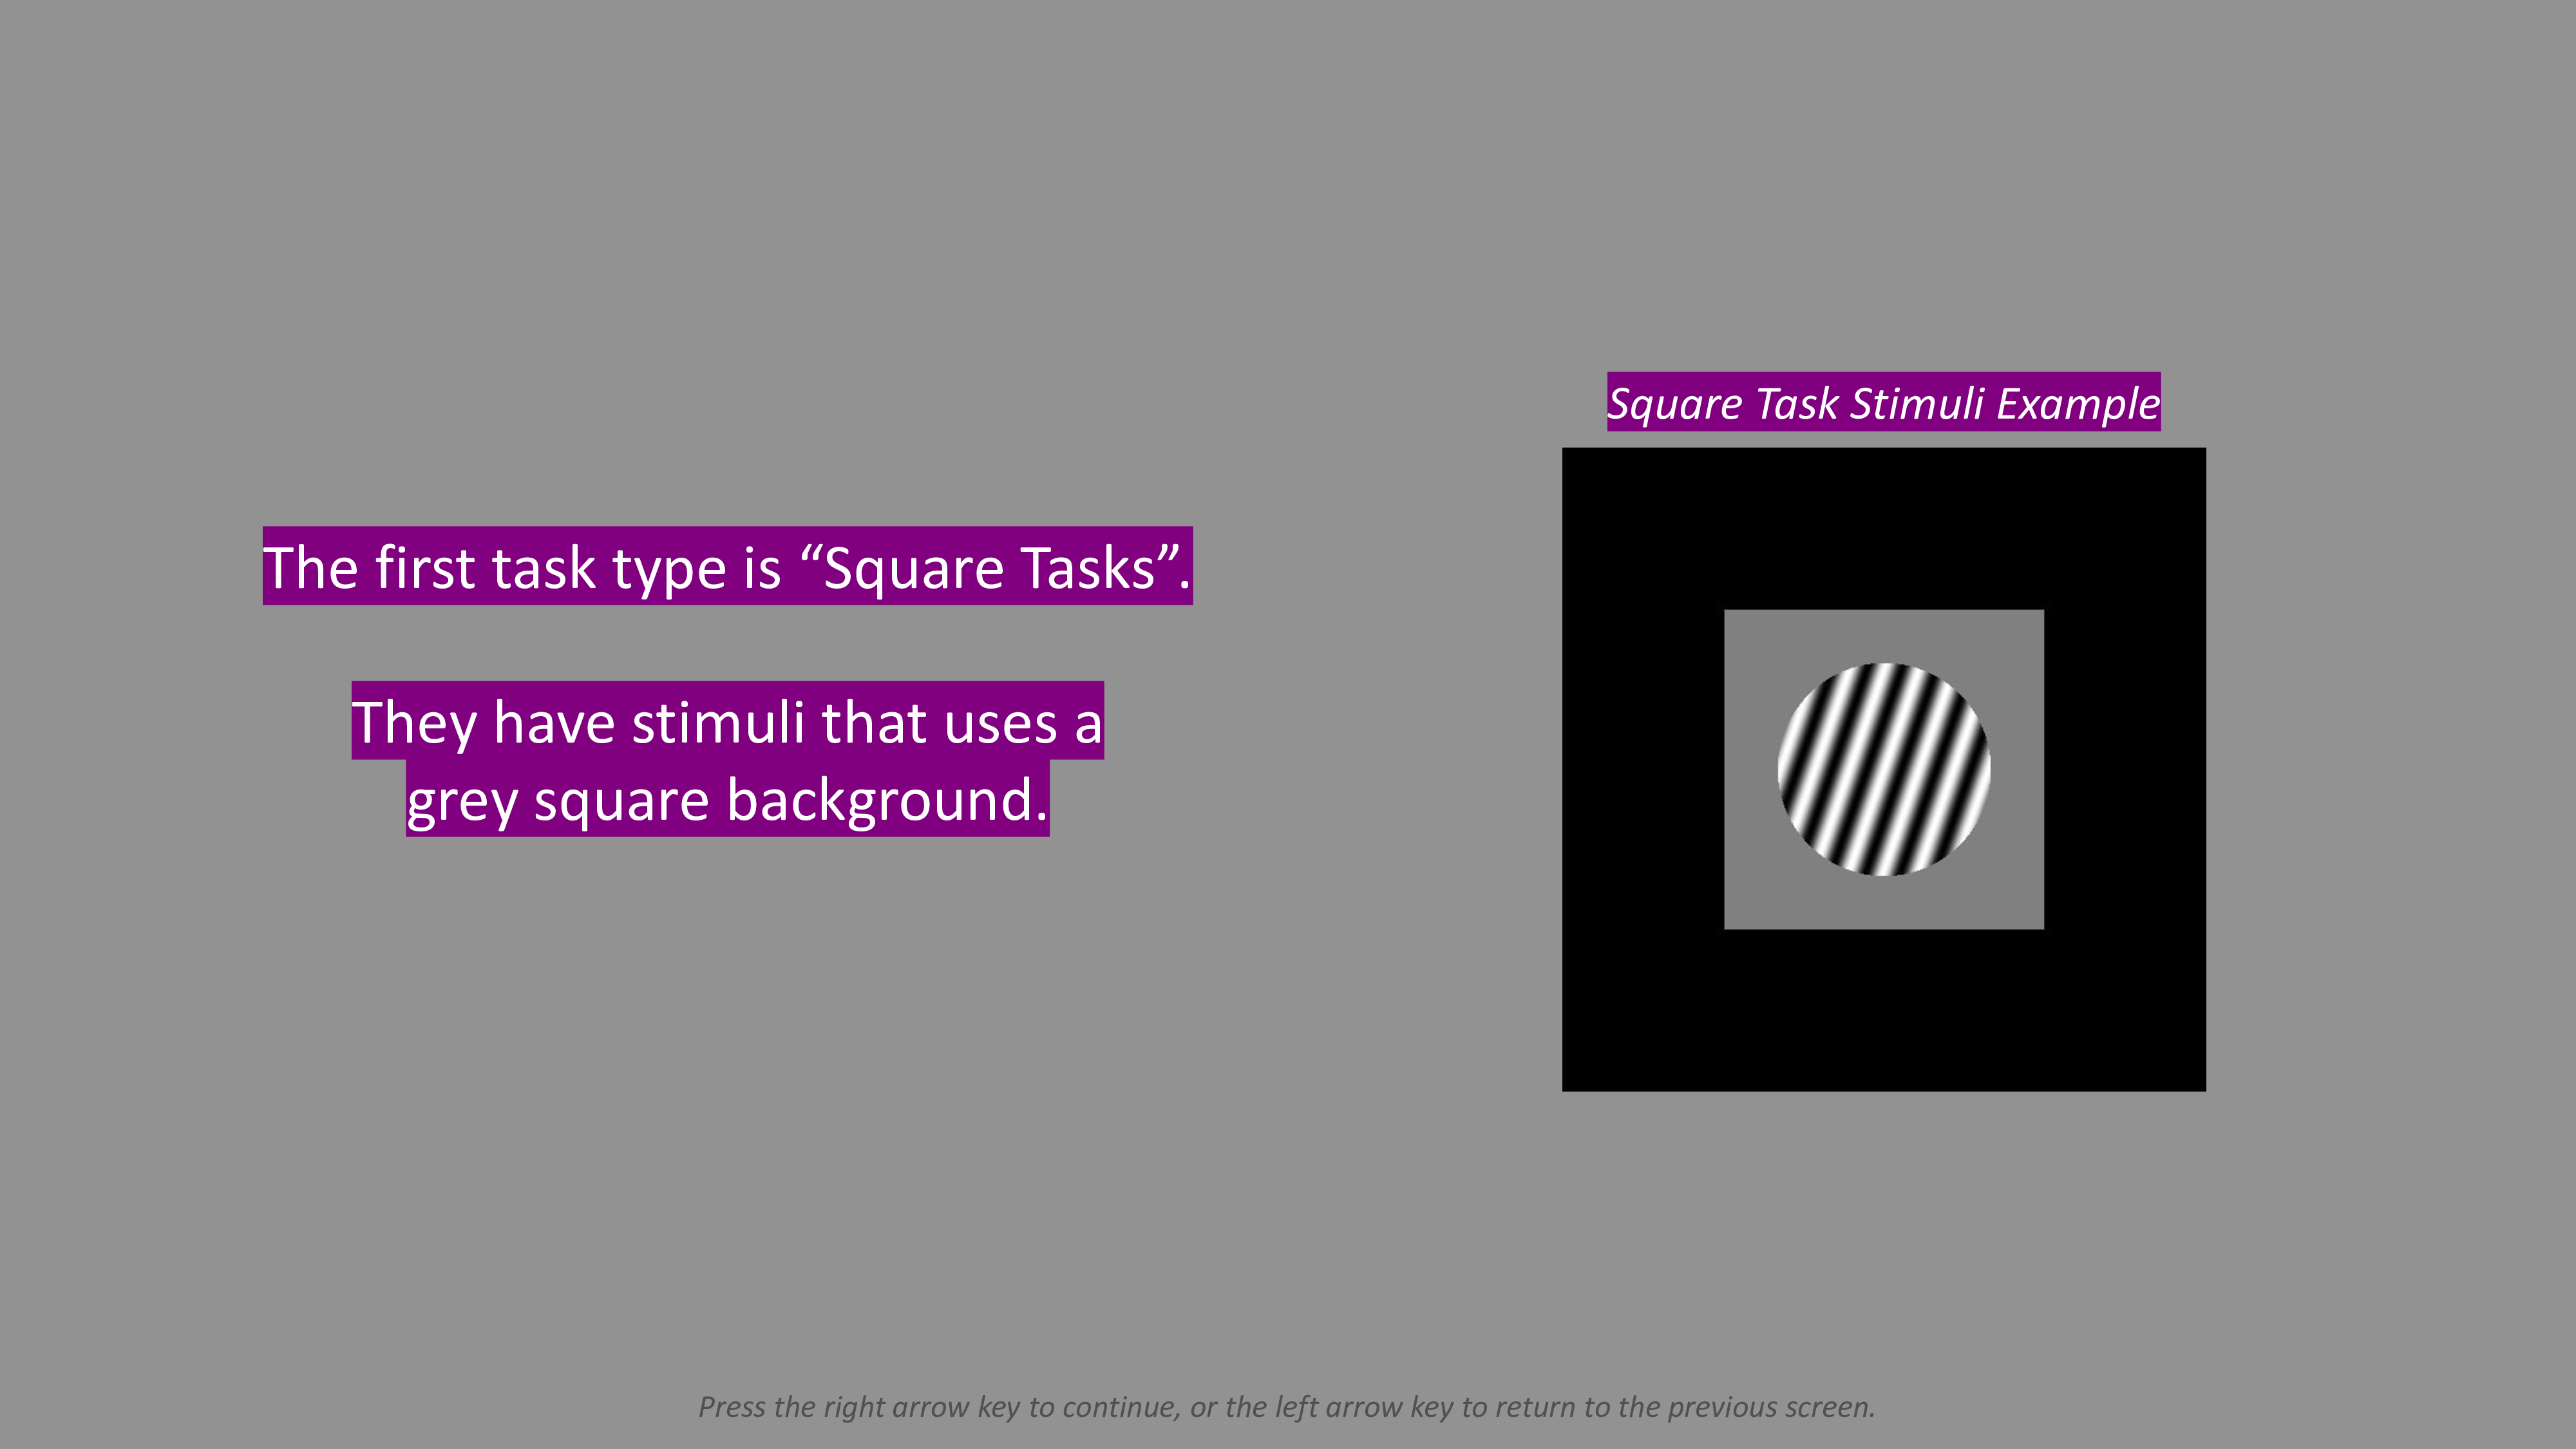 The first task type is “Square Tasks”.
They have stimuli that uses a
grey square background.
Square Task Stimuli Example
Press the right arrow key to continue, or the left arrow key to return to the previous screen.